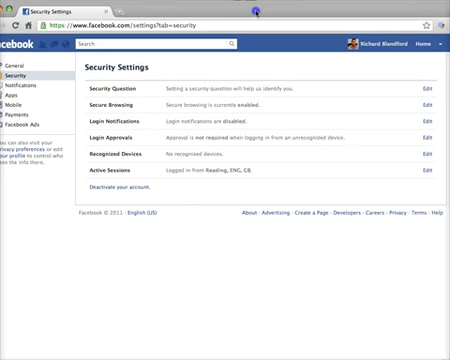 Security Settings
https://www.facebook.com/settings?tab=security
facebook Search Richard Blandford Home
General
Security
Notifications
Apps
Mobile
Payments
Facebook Ads
You can also visit your
privacy preferences or edit
your profile to control who
sees the info there.
Security Settings
Security Question Setting a security question will help us identify you. Edit
Secure Browsing Secure browsing is currently enabled. Edit
Login Notifications Login notifications are disabled. Edit
Login Approvals Approval is not required when logging in from an unrecognized device. Edit
Recognized Devices No recognized devices. Edit
Active Sessions Logged in from Reading, ENG, GB. Edit
Deactivate your account.
Facebook © 2011 · English (US) About · Advertising · Create a Page · Developers · Careers · Privacy · Terms · Help